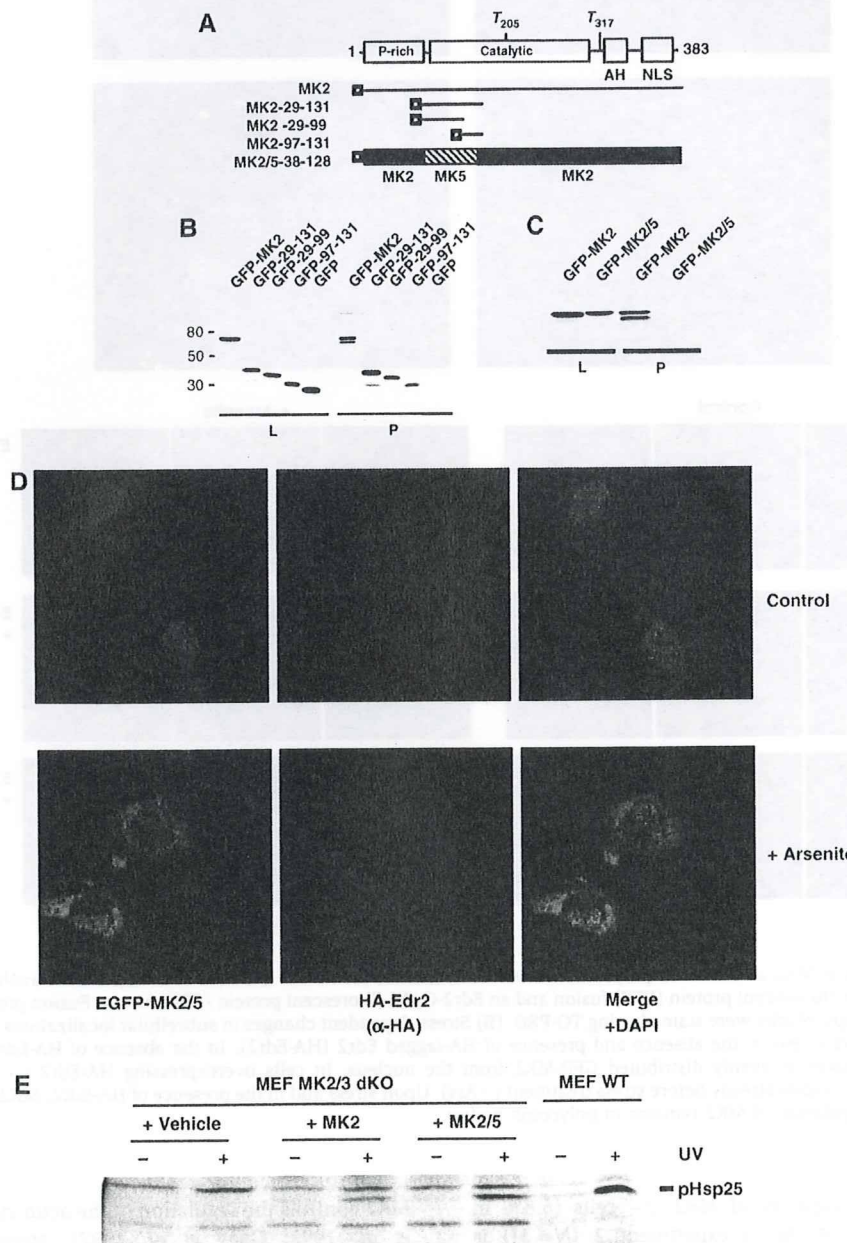 A
T205
T317
1
P-rich
Catalytic
383
AH
NLS
MK2
MK2-29-131
MK2 -29-99
MK2-97-131
MK2/5-38-128
MK2
MK5
MK2
B
GFP-MK2
GFP-29-131
GFP-29-99
GFP-97-131
GFP
GFP-MK2
GFP-29-131
GFP-29-99
GFP-97-131
GFP
80 -
50 -
30 -
L
P
C
GFP-MK2
GFP-MK2/5
GFP-MK2
GFP-MK2/5
L
P
D
Control
+ Arsenite
EGFP-MK2/5
HA-Edr2
(α-HA)
Merge
+DAPI
E
MEF MK2/3 dKO
MEF WT
+ Vehicle
+ MK2
+ MK2/5
– + – + – + – + UV
pHsp25